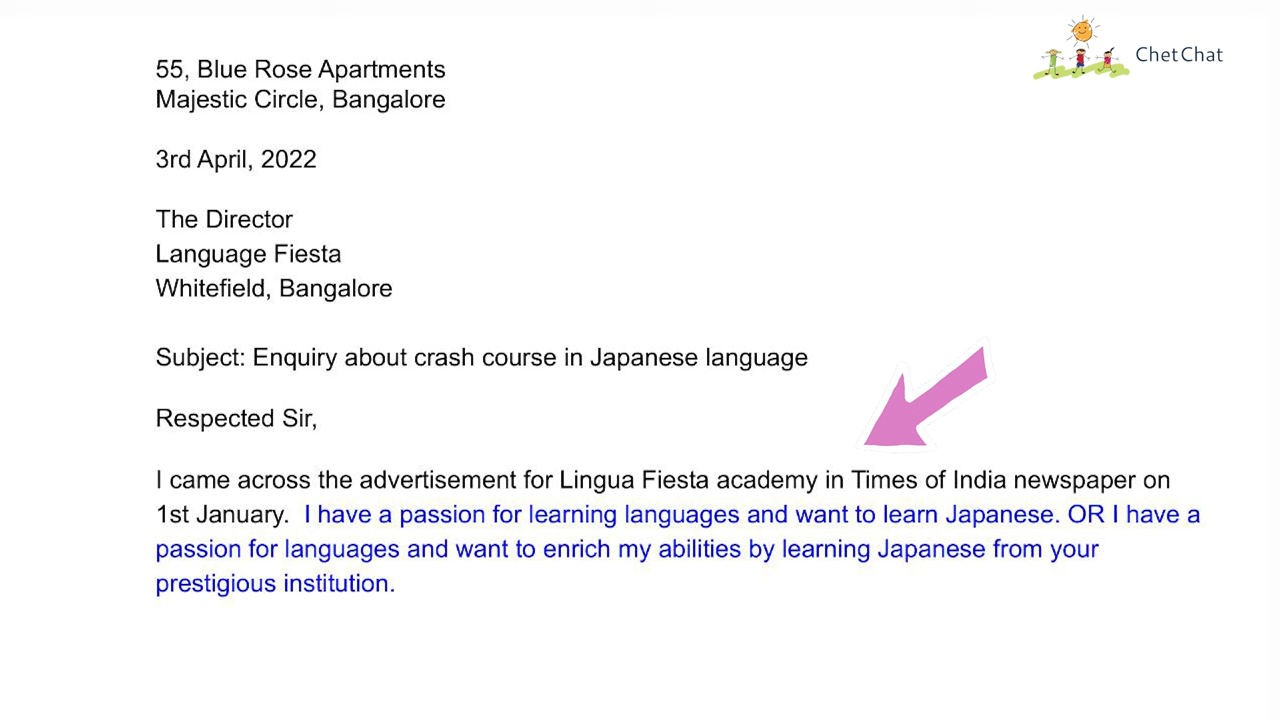 ChetChat
55, Blue Rose Apartments
Majestic Circle, Bangalore
3rd April, 2022
The Director
Language Fiesta
Whitefield, Bangalore
Subject: Enquiry about crash course in Japanese language
Respected Sir,
I came across the advertisement for Lingua Fiesta academy in Times of India newspaper on
1st January.  I have a passion for learning languages and want to learn Japanese. OR I have a
passion for languages and want to enrich my abilities by learning Japanese from your
prestigious institution.